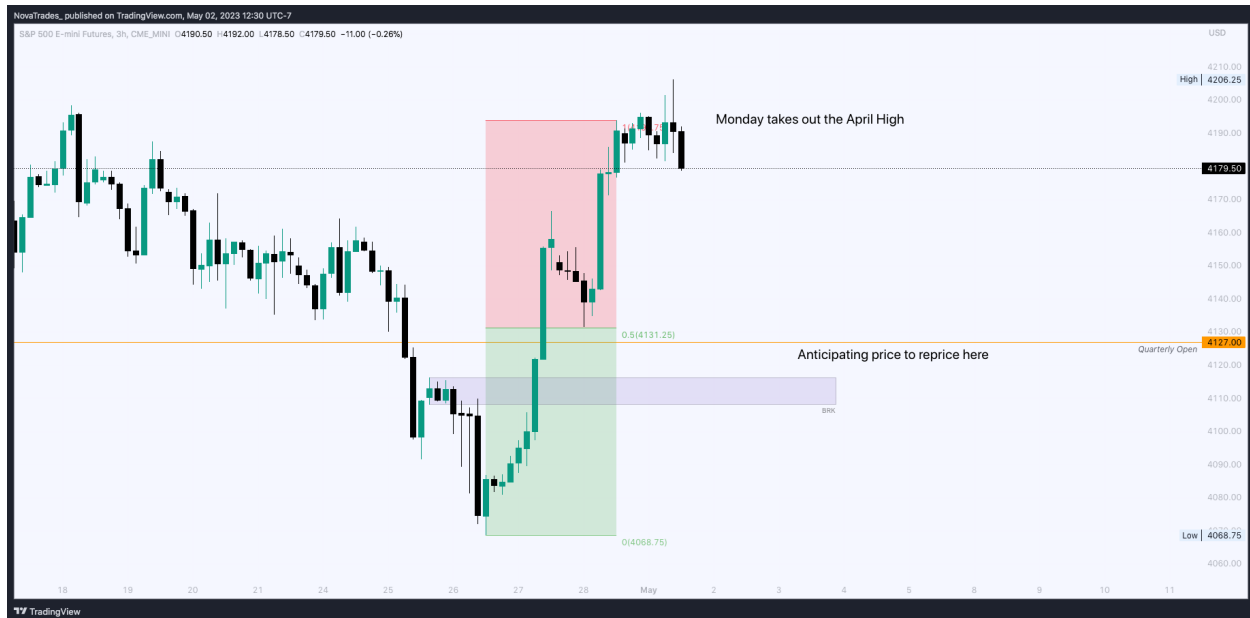 NovaTrades_ published on TradingView.com, May 02, 2023 12:30 UTC-7
S&P 500 E-mini Futures, 3h, CME_MINI O4190.50 H4192.00 L4178.50 C4179.50 −11.00 (−0.26%)
USD
4210.00
High 4206.25
4200.00
Monday takes out the April High
4190.00
4179.50
4170.00
4160.00
4150.00
4140.00
0.5(4131.25)
4130.00
4127.00
Quarterly Open
Anticipating price to reprice here
4120.00
4110.00
BRK
4100.00
4090.00
4080.00
Low 4068.75
0(4068.75)
4060.00
18 19 20 21 24 25 26 27 28 May 2 3 4 5 8 9 10 11
TradingView